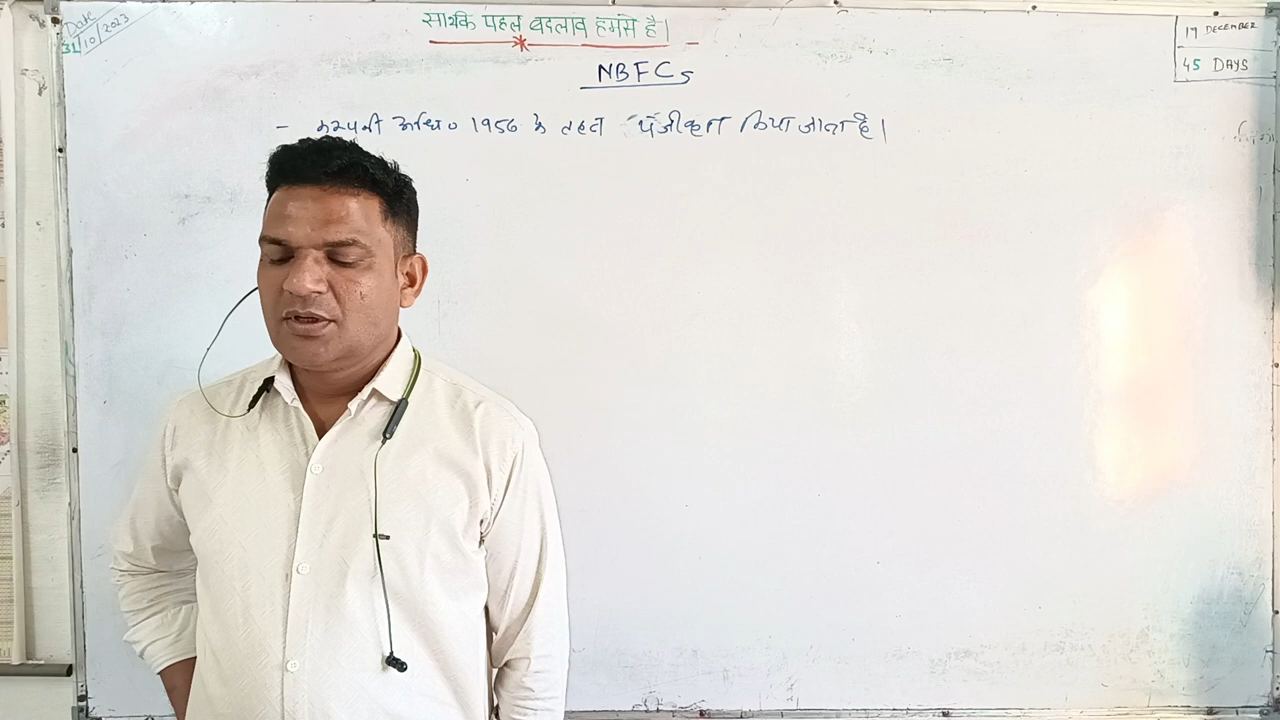 Date
31/10/2023
सार्थक पहल बदलाव हमसे है।
17 DECEMBER
45 DAYS
NBFCs
- कम्पनी अधि० 1956 के तहत पंजीकृत किया जाता है।